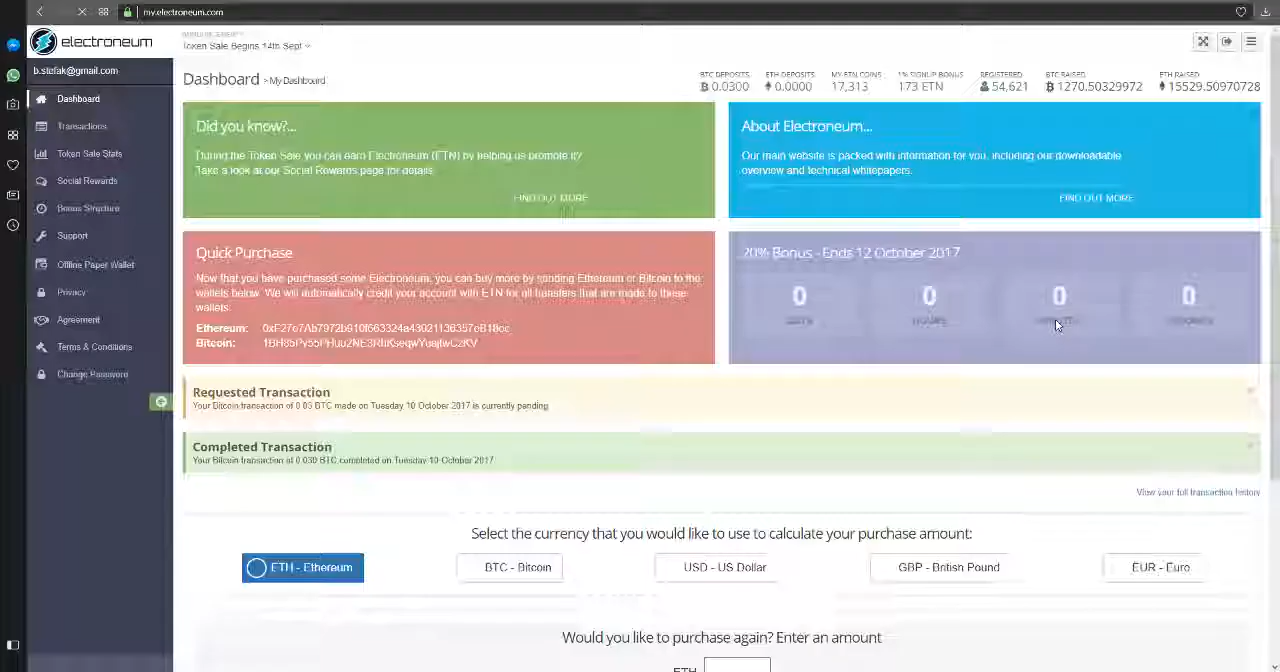 my.electroneum.com
electroneum
Token Sale Begins 14th Sept
b.stefak@gmail.com
Dashboard > My Dashboard
BTC DEPOSITS
0.0300
ETH DEPOSITS
0.0000
MY ETN COINS
17,313
1% SIGNUP BONUS
173 ETN
REGISTERED
54,621
BTC RAISED
1270.50329972
ETH RAISED
15529.50970728
Dashboard
Transactions
Token Sale Stats
Social Rewards
Bonus Structure
Support
Offline Paper Wallet
Privacy
Agreement
Terms & Conditions
Change Password
Did you know?...
During the Token Sale you can earn Electroneum (ETN) by helping us promote it?
Take a look at our Social Rewards page for details.
FIND OUT MORE
About Electroneum...
Our main website is packed with information for you, including our downloadable
overview and technical whitepapers.
FIND OUT MORE
Quick Purchase
Now that you have purchased some Electroneum, you can buy more by sending Ethereum or Bitcoin to the
wallets below. We will automatically credit your account with ETN for all transfers that are made to these
wallets.
Ethereum:
Bitcoin:
20% Bonus - Ends 12 October 2017
0 0 0 0
DAYS HOURS MINUTES SECONDS
Requested Transaction
Your Bitcoin transaction of 0.03 BTC made on Tuesday 10 October 2017 is currently pending
Completed Transaction
Your Bitcoin transaction of 0.030 BTC completed on Tuesday 10 October 2017
View your full transaction history
Select the currency that you would like to use to calculate your purchase amount:
ETH - Ethereum
BTC - Bitcoin
USD - US Dollar
GBP - British Pound
EUR - Euro
Would you like to purchase again? Enter an amount
ETH